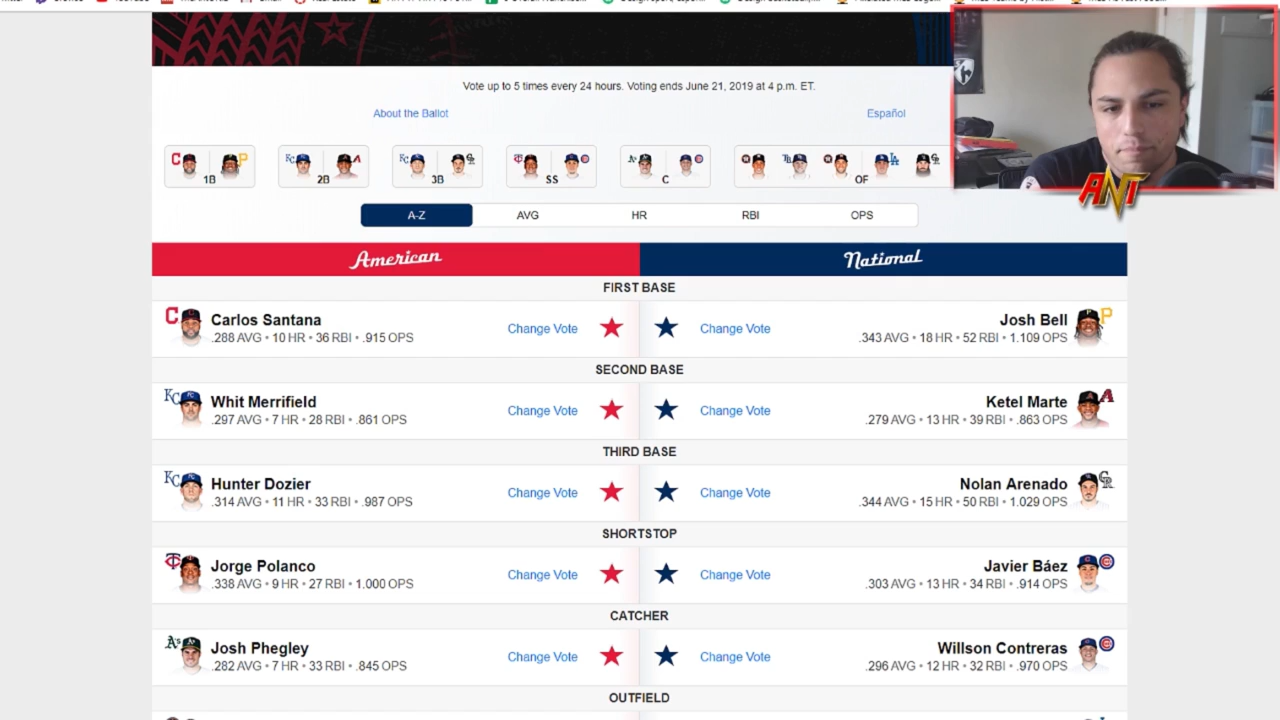 Vote up to 5 times every 24 hours. Voting ends June 21, 2019 at 4 p.m. ET.
About the Ballot
Español
1B
2B
3B
SS
C
OF
ANT
A-Z
AVG
HR
RBI
OPS
American
National
FIRST BASE
Carlos Santana
.288 AVG • 10 HR • 36 RBI • .915 OPS
Change Vote
Change Vote
Josh Bell
.343 AVG • 18 HR • 52 RBI • 1.109 OPS
SECOND BASE
Whit Merrifield
.297 AVG • 7 HR • 28 RBI • .861 OPS
Change Vote
Change Vote
Ketel Marte
.279 AVG • 13 HR • 39 RBI • .863 OPS
THIRD BASE
Hunter Dozier
.314 AVG • 11 HR • 33 RBI • .987 OPS
Change Vote
Change Vote
Nolan Arenado
.344 AVG • 15 HR • 50 RBI • 1.029 OPS
SHORTSTOP
Jorge Polanco
.338 AVG • 9 HR • 27 RBI • 1.000 OPS
Change Vote
Change Vote
Javier Báez
.303 AVG • 13 HR • 34 RBI • .914 OPS
CATCHER
Josh Phegley
.282 AVG • 7 HR • 33 RBI • .845 OPS
Change Vote
Change Vote
Willson Contreras
.296 AVG • 12 HR • 32 RBI • .970 OPS
OUTFIELD